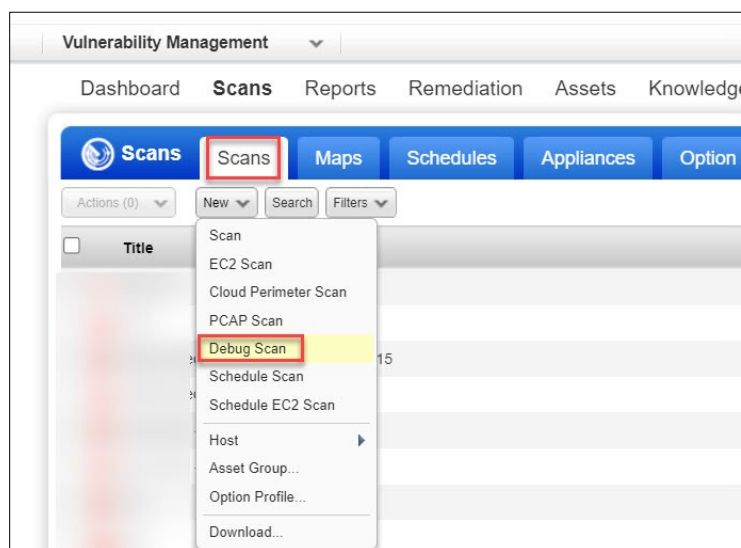 Vulnerability Management
Dashboard Scans Reports Remediation Assets Knowledge
Scans Scans Maps Schedules Appliances Option
Actions (0) New Search Filters
Title
Scan
EC2 Scan
Cloud Perimeter Scan
PCAP Scan
Debug Scan 15
Schedule Scan
Schedule EC2 Scan
Host
Asset Group...
Option Profile...
Download...